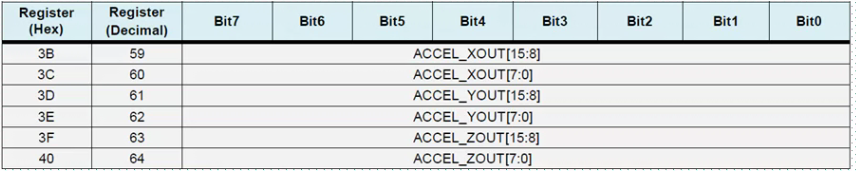 Register (Hex) Register (Decimal) Bit7 Bit6 Bit5 Bit4 Bit3 Bit2 Bit1 Bit0
3B 59 ACCEL_XOUT[15:8]
3C 60 ACCEL_XOUT[7:0]
3D 61 ACCEL_YOUT[15:8]
3E 62 ACCEL_YOUT[7:0]
3F 63 ACCEL_ZOUT[15:8]
40 64 ACCEL_ZOUT[7:0]